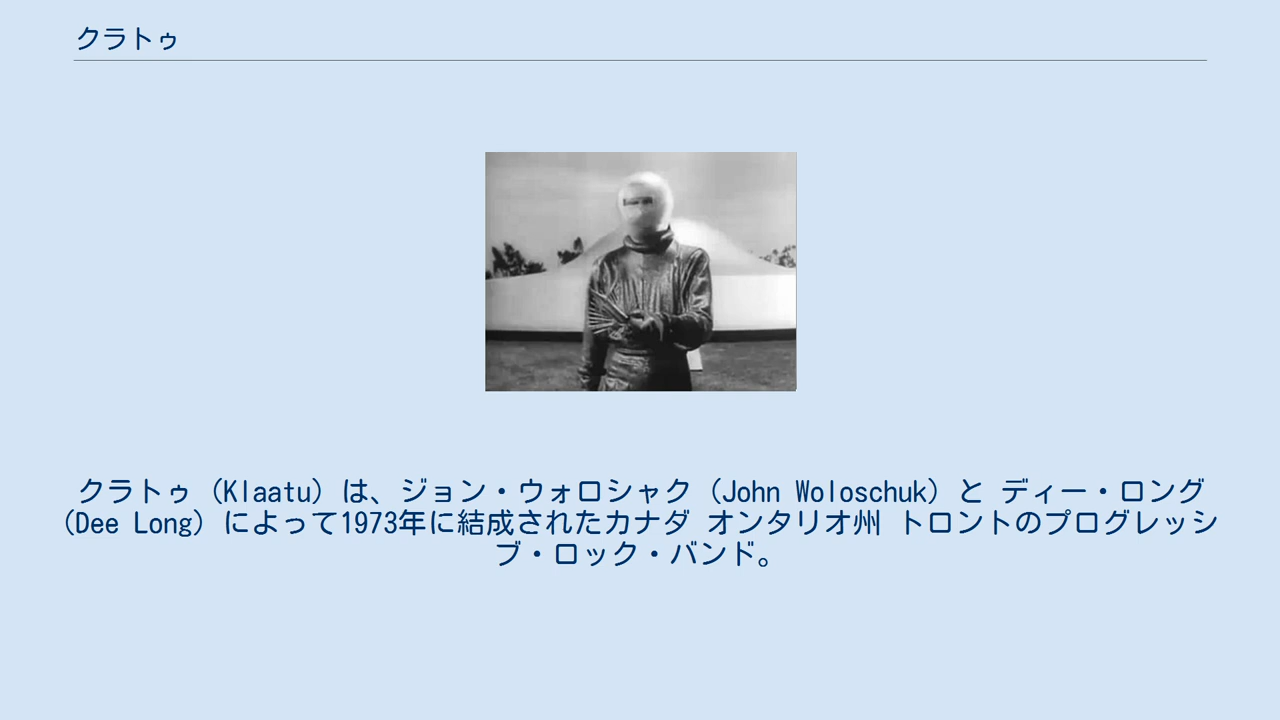 クラトゥ
クラトゥ（Klaatu）は、ジョン・ウォロシャク（John Woloschuk）と ディー・ロング
（Dee Long）によって1973年に結成されたカナダ オンタリオ州 トロントのプログレッシ
ブ・ロック・バンド。